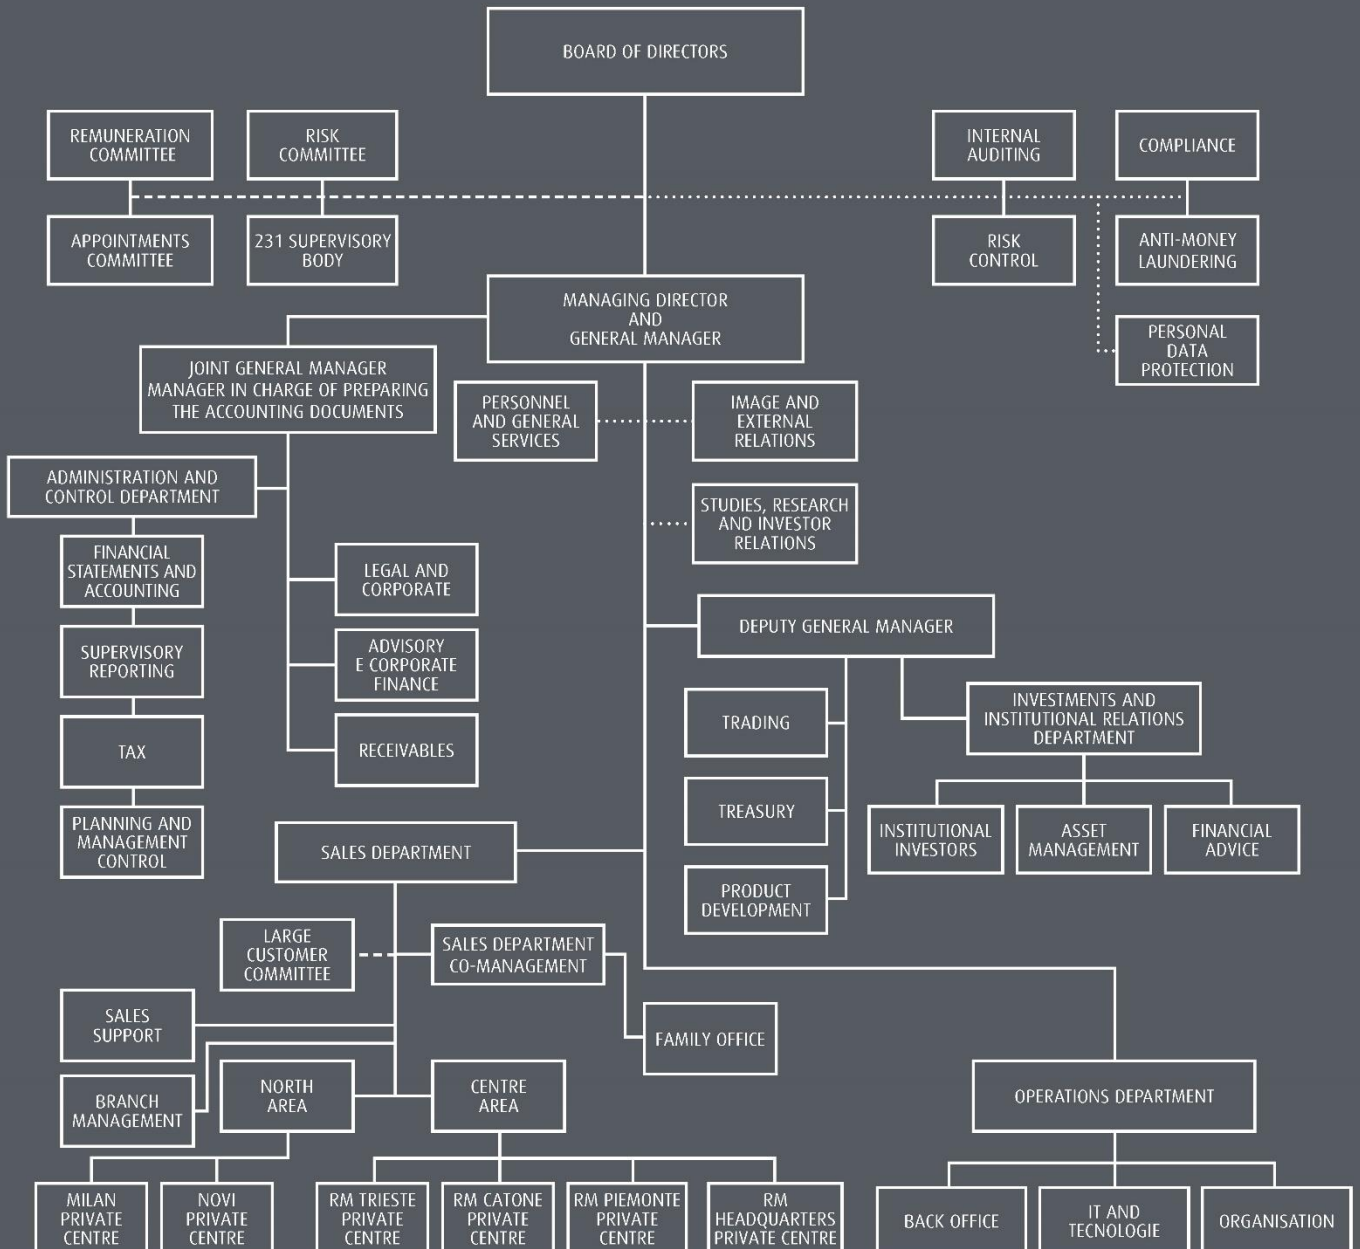 BOARD OF DIRECTORS
REMUNERATION
COMMITTEE
RISK
COMMITTEE
INTERNAL
AUDITING
COMPLIANCE
APPOINTMENTS
COMMITTEE
231 SUPERVISORY
BODY
RISK
CONTROL
ANTI-MONEY
LAUNDERING
MANAGING DIRECTOR
AND
GENERAL MANAGER
PERSONAL
DATA
PROTECTION
JOINT GENERAL MANAGER
MANAGER IN CHARGE OF PREPARING
THE ACCOUNTING DOCUMENTS
PERSONNEL
AND GENERAL
SERVICES
IMAGE AND
EXTERNAL
RELATIONS
ADMINISTRATION AND
CONTROL DEPARTMENT
STUDIES, RESEARCH
AND INVESTOR
RELATIONS
FINANCIAL
STATEMENTS AND
ACCOUNTING
LEGAL AND
CORPORATE
SUPERVISORY
REPORTING
ADVISORY
E CORPORATE
FINANCE
DEPUTY GENERAL MANAGER
TAX
RECEIVABLES
TRADING
INVESTMENTS AND
INSTITUTIONAL RELATIONS
DEPARTMENT
PLANNING AND
MANAGEMENT
CONTROL
SALES DEPARTMENT
TREASURY
INSTITUTIONAL
INVESTORS
ASSET
MANAGEMENT
FINANCIAL
ADVICE
PRODUCT
DEVELOPMENT
LARGE
CUSTOMER
COMMITTEE
SALES DEPARTMENT
CO-MANAGEMENT
SALES
SUPPORT
FAMILY OFFICE
BRANCH
MANAGEMENT
NORTH
AREA
CENTRE
AREA
OPERATIONS DEPARTMENT
MILAN
PRIVATE
CENTRE
NOVI
PRIVATE
CENTRE
RM TRIESTE
PRIVATE
CENTRE
RM CATONE
PRIVATE
CENTRE
RM PIEMONTE
PRIVATE
CENTRE
RM
HEADQUARTERS
PRIVATE CENTRE
BACK OFFICE
IT AND
TECNOLOGIE
ORGANISATION